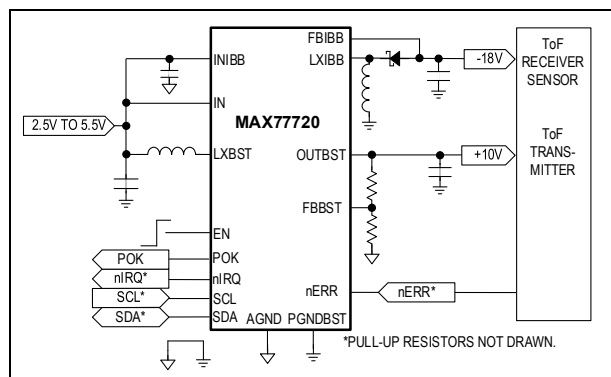 FBIBB
INIBB
LXIBB
-18V
ToF
RECEIVER
SENSOR
IN
MAX77720
2.5V TO 5.5V
LXBST
OUTBST
+10V
ToF
TRANS-
MITTER
FBBST
EN
POK
POK
nIRQ*
nIRQ
nERR
nERR*
SCL*
SCL
SDA*
SDA
AGND
PGNDBST
*PULL-UP RESISTORS NOT DRAWN.